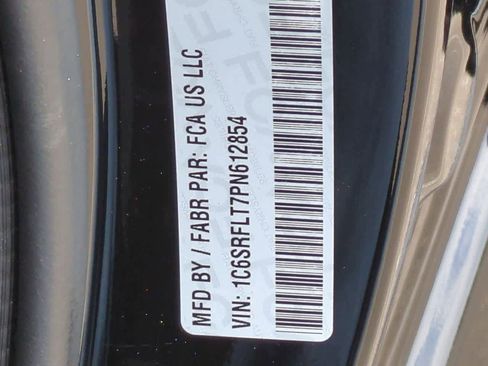 MFD BY / FABR PAR: FCA US LLC
VIN: 1C6SRFLT7PN612854